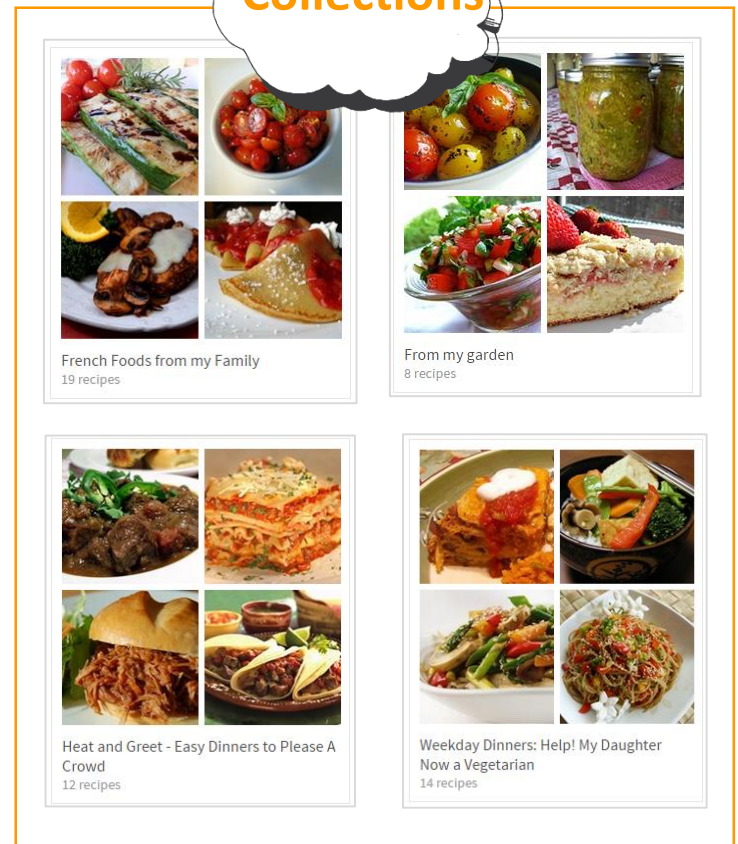 Collections
French Foods from my Family
19 recipes
From my garden
8 recipes
Heat and Greet - Easy Dinners to Please A
Crowd
12 recipes
Weekday Dinners: Help! My Daughter
Now a Vegetarian
14 recipes